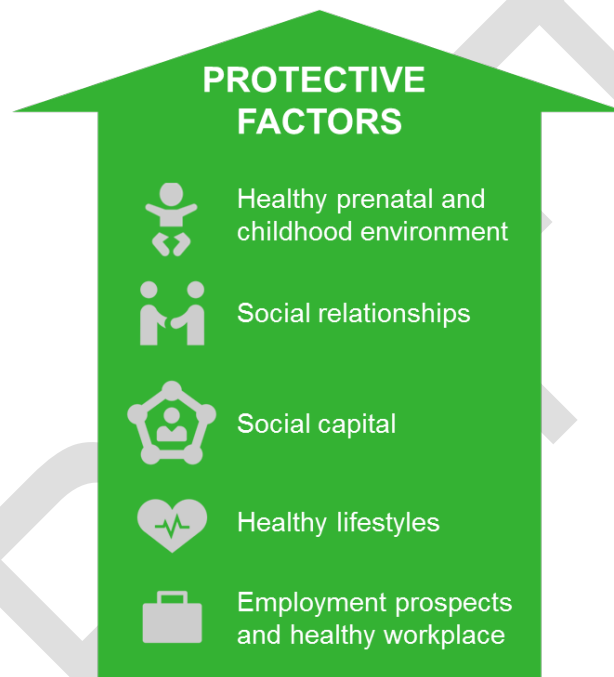 PROTECTIVE
FACTORS
Healthy prenatal and
childhood environment
Social relationships
Social capital
Healthy lifestyles
Employment prospects
and healthy workplace